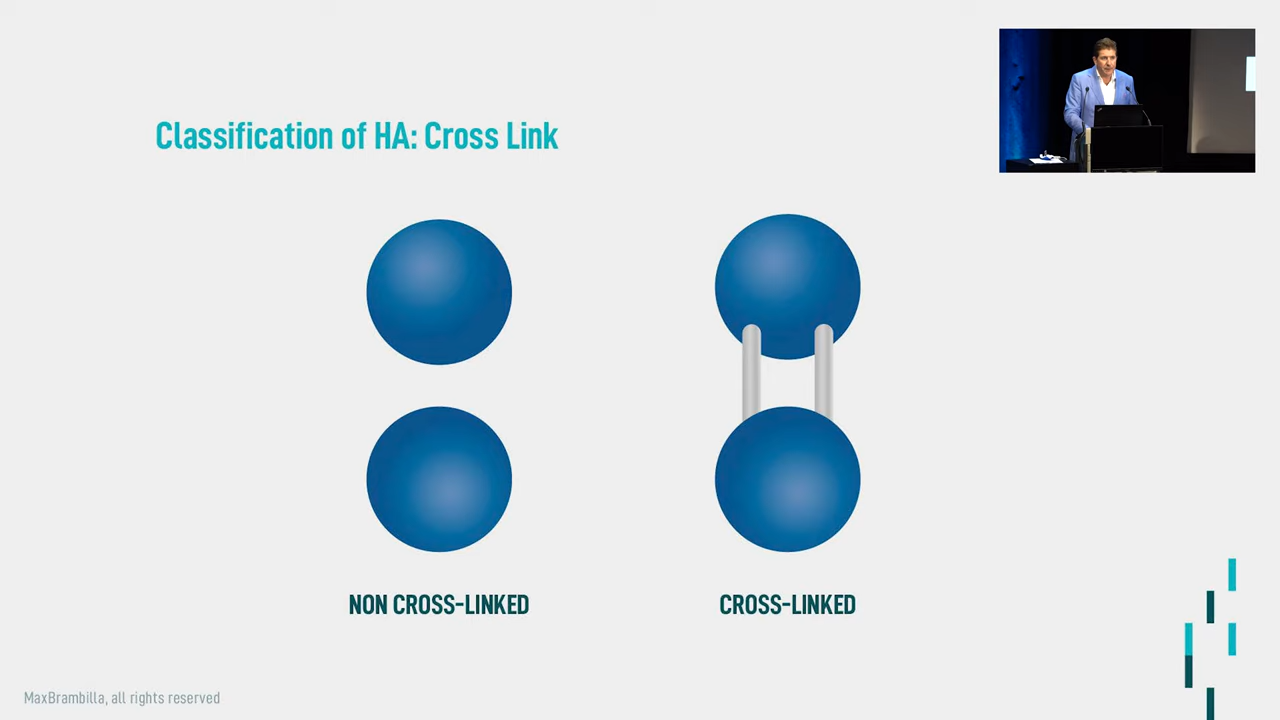 Classification of HA: Cross Link
NON CROSS-LINKED
CROSS-LINKED
MaxBrambilla, all rights reserved